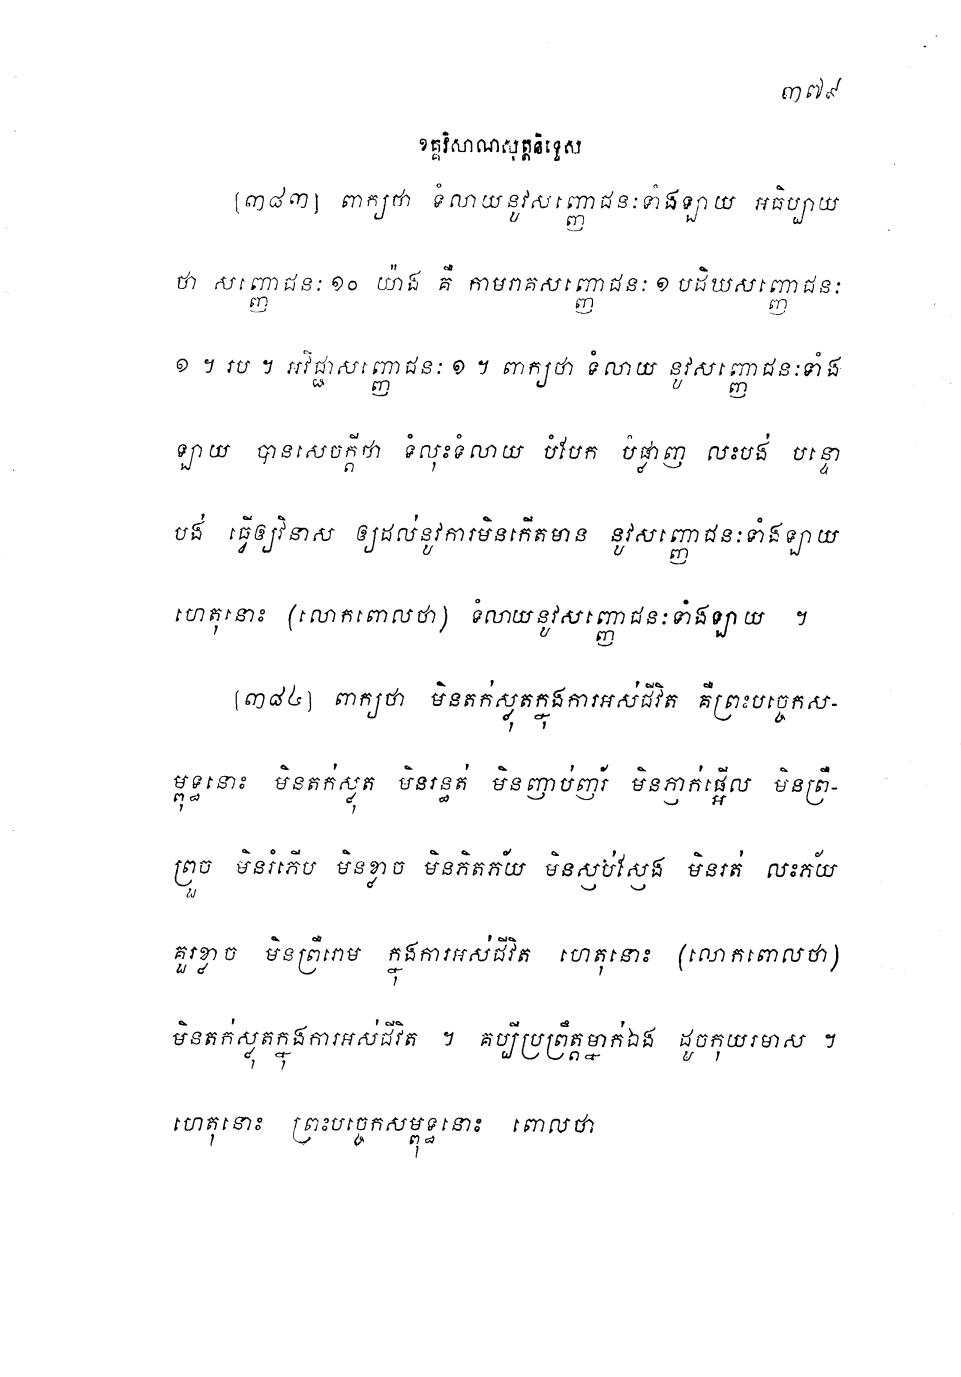 ៣៧៩
ខគ្គវិសាណសុត្តនិទ្ទេស
[៣៨៣] ពាក្យថា ទំលាយនូវសញ្ញោជនៈទាំងឡាយ អធិប្បាយ
ថា សញ្ញោជនៈ ១០ យ៉ាង គឺ កាមរាគសញ្ញោជនៈ ១ បដិឃសញ្ញោជនៈ
១ ។ រប ។ អវិជ្ជាសញ្ញោជនៈ ១ ។ ពាក្យថា ទំលាយ នូវសញ្ញោជនៈទាំង
ឡាយ បានសេចក្តីថា ទំលុះទំលាយ បំបែក បំផ្លាញ លះបង់ បន្ទោ
បង់ ធ្វើឲ្យវិនាស ឲ្យដល់នូវការមិនកើតមាន នូវសញ្ញោជនៈទាំងឡាយ
ហេតុនោះ (លោកពោលថា) ទំលាយនូវសញ្ញោជនៈទាំងឡាយ ។
[៣៨៤] ពាក្យថា មិនតក់ស្លុតក្នុងការអស់ជីវិត គឺព្រះបច្ចេកស-
ម្ពុទ្ធនោះ មិនតក់ស្លុត មិនរន្ធត់ មិនញាប់ញ័រ មិនភ្ញាក់ផ្អើល មិនព្រឺ-
ព្រួច មិនរំភើប មិនខ្លាច មិនភិតភ័យ មិនស្ញប់ស្ញែង មិនរត់ លះភ័យ
គួរខ្លាច មិនព្រឺរោម ក្នុងការអស់ជីវិត ហេតុនោះ (លោកពោលថា)
មិនតក់ស្លុតក្នុងការអស់ជីវិត ។ គប្បីប្រព្រឹត្តម្នាក់ឯង ដូចកុយរមាស ។
ហេតុនោះ ព្រះបច្ចេកសម្ពុទ្ធនោះ ពោលថា